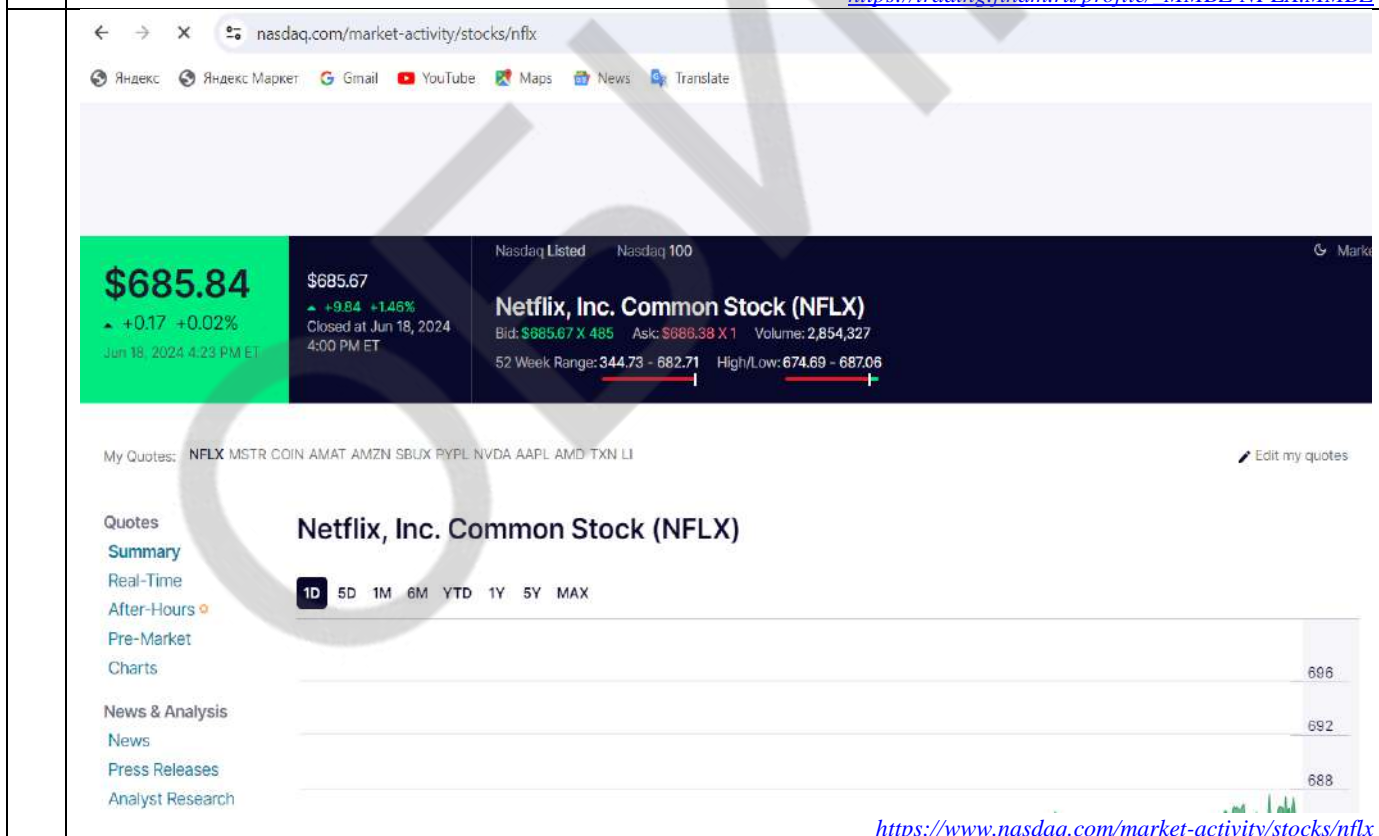 https://trading.finam.ru/profile/
nasdaq.com/market-activity/stocks/nflx
Яндекс Яндекс Маркет Gmail YouTube Maps News Translate
Nasdaq Listed Nasdaq 100
$685.84
$685.67
+9.84 +1.46%
Netflix, Inc. Common Stock (NFLX)
+0.17 +0.02%
Closed at Jun 18, 2024
4:00 PM ET
Bid: $685.67 X 485 Ask: $686.38 X 1 Volume: 2,854,327
Jun 18, 2024 4:23 PM ET
52 Week Range: 344.73 - 682.71 High/Low: 674.69 - 687.06
My Quotes: NFLX MSTR COIN AMAT AMZN SBUX PYPL NVDA AAPL AMD TXN LI
Edit my quotes
Quotes
Summary
Real-Time
After-Hours
Pre-Market
Charts
News & Analysis
News
Press Releases
Analyst Research
Netflix, Inc. Common Stock (NFLX)
1D 5D 1M 6M YTD 1Y 5Y MAX
696
692
688
https://www.nasdaq.com/market-activity/stocks/nflx